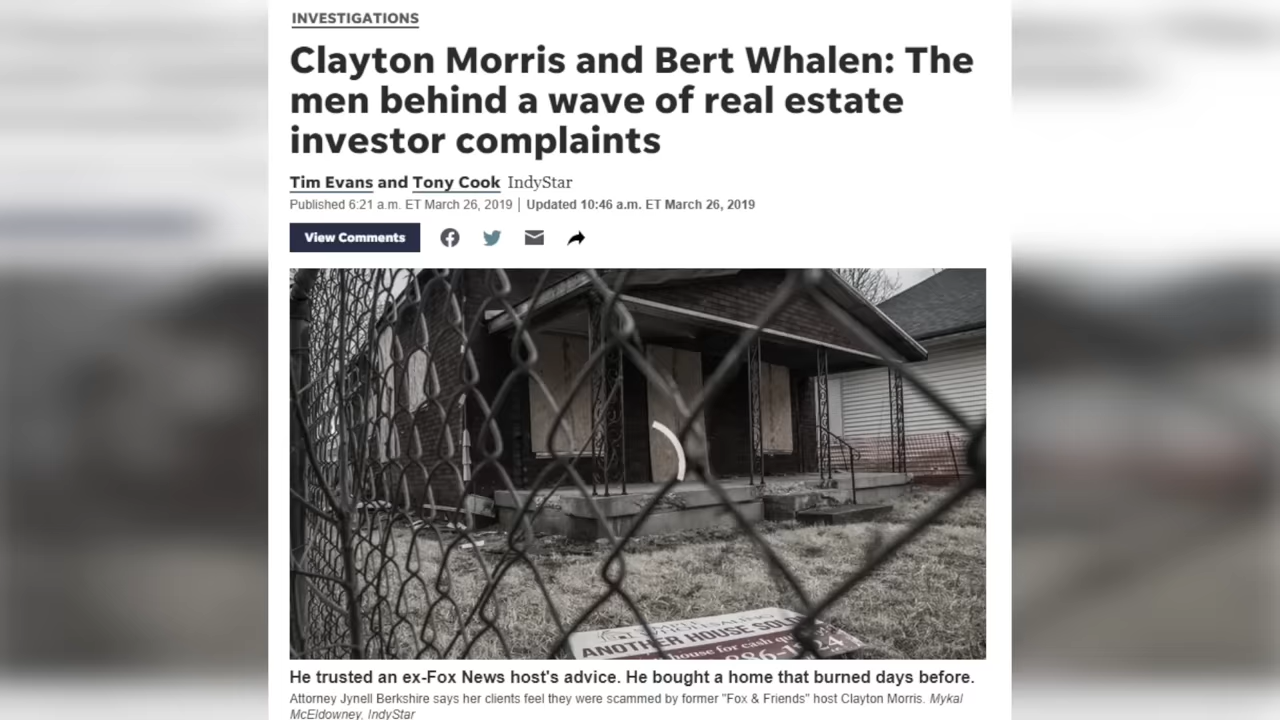 INVESTIGATIONS
Clayton Morris and Bert Whalen: The
men behind a wave of real estate
investor complaints
Tim Evans and Tony Cook IndyStar
Published 6:21 a.m. ET March 26, 2019 | Updated 10:46 a.m. ET March 26, 2019
View Comments
ANOTHER HOUSE SOLD
house for cash
He trusted an ex-Fox News host's advice. He bought a home that burned days before.
Attorney Jynell Berkshire says her clients feel they were scammed by former "Fox & Friends" host Clayton Morris. Mykal
McEldowney, IndyStar